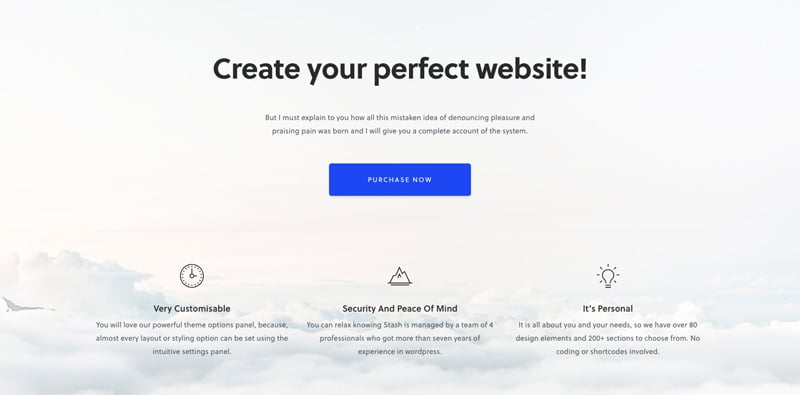 Create your perfect website!
But I must explain to you how all this mistaken idea of denouncing pleasure and
praising pain was born and I will give you a complete account of the system.
PURCHASE NOW
Very Customisable
You will love our powerful theme options panel, because,
almost every layout or styling option can be set using the
intuitive settings panel.
Security And Peace Of Mind
You can relax knowing Stash is managed by a team of 4
professionals who got more than seven years of
experience in wordpress.
It's Personal
It is all about you and your needs, so we have over 80
design elements and 200+ sections to choose from. No
coding or shortcodes involved.